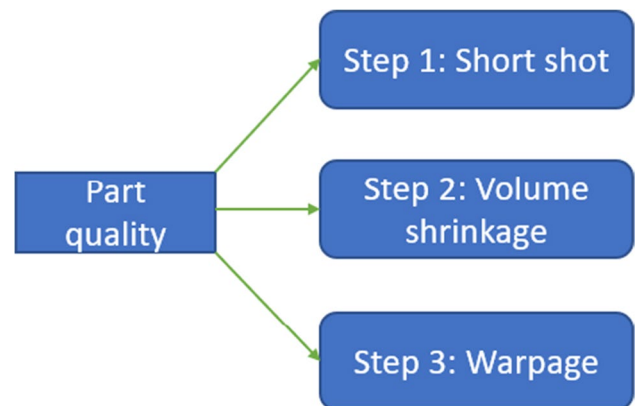 Step 1: Short shot
Part
quality
Step 2: Volume
shrinkage
Step 3: Warpage